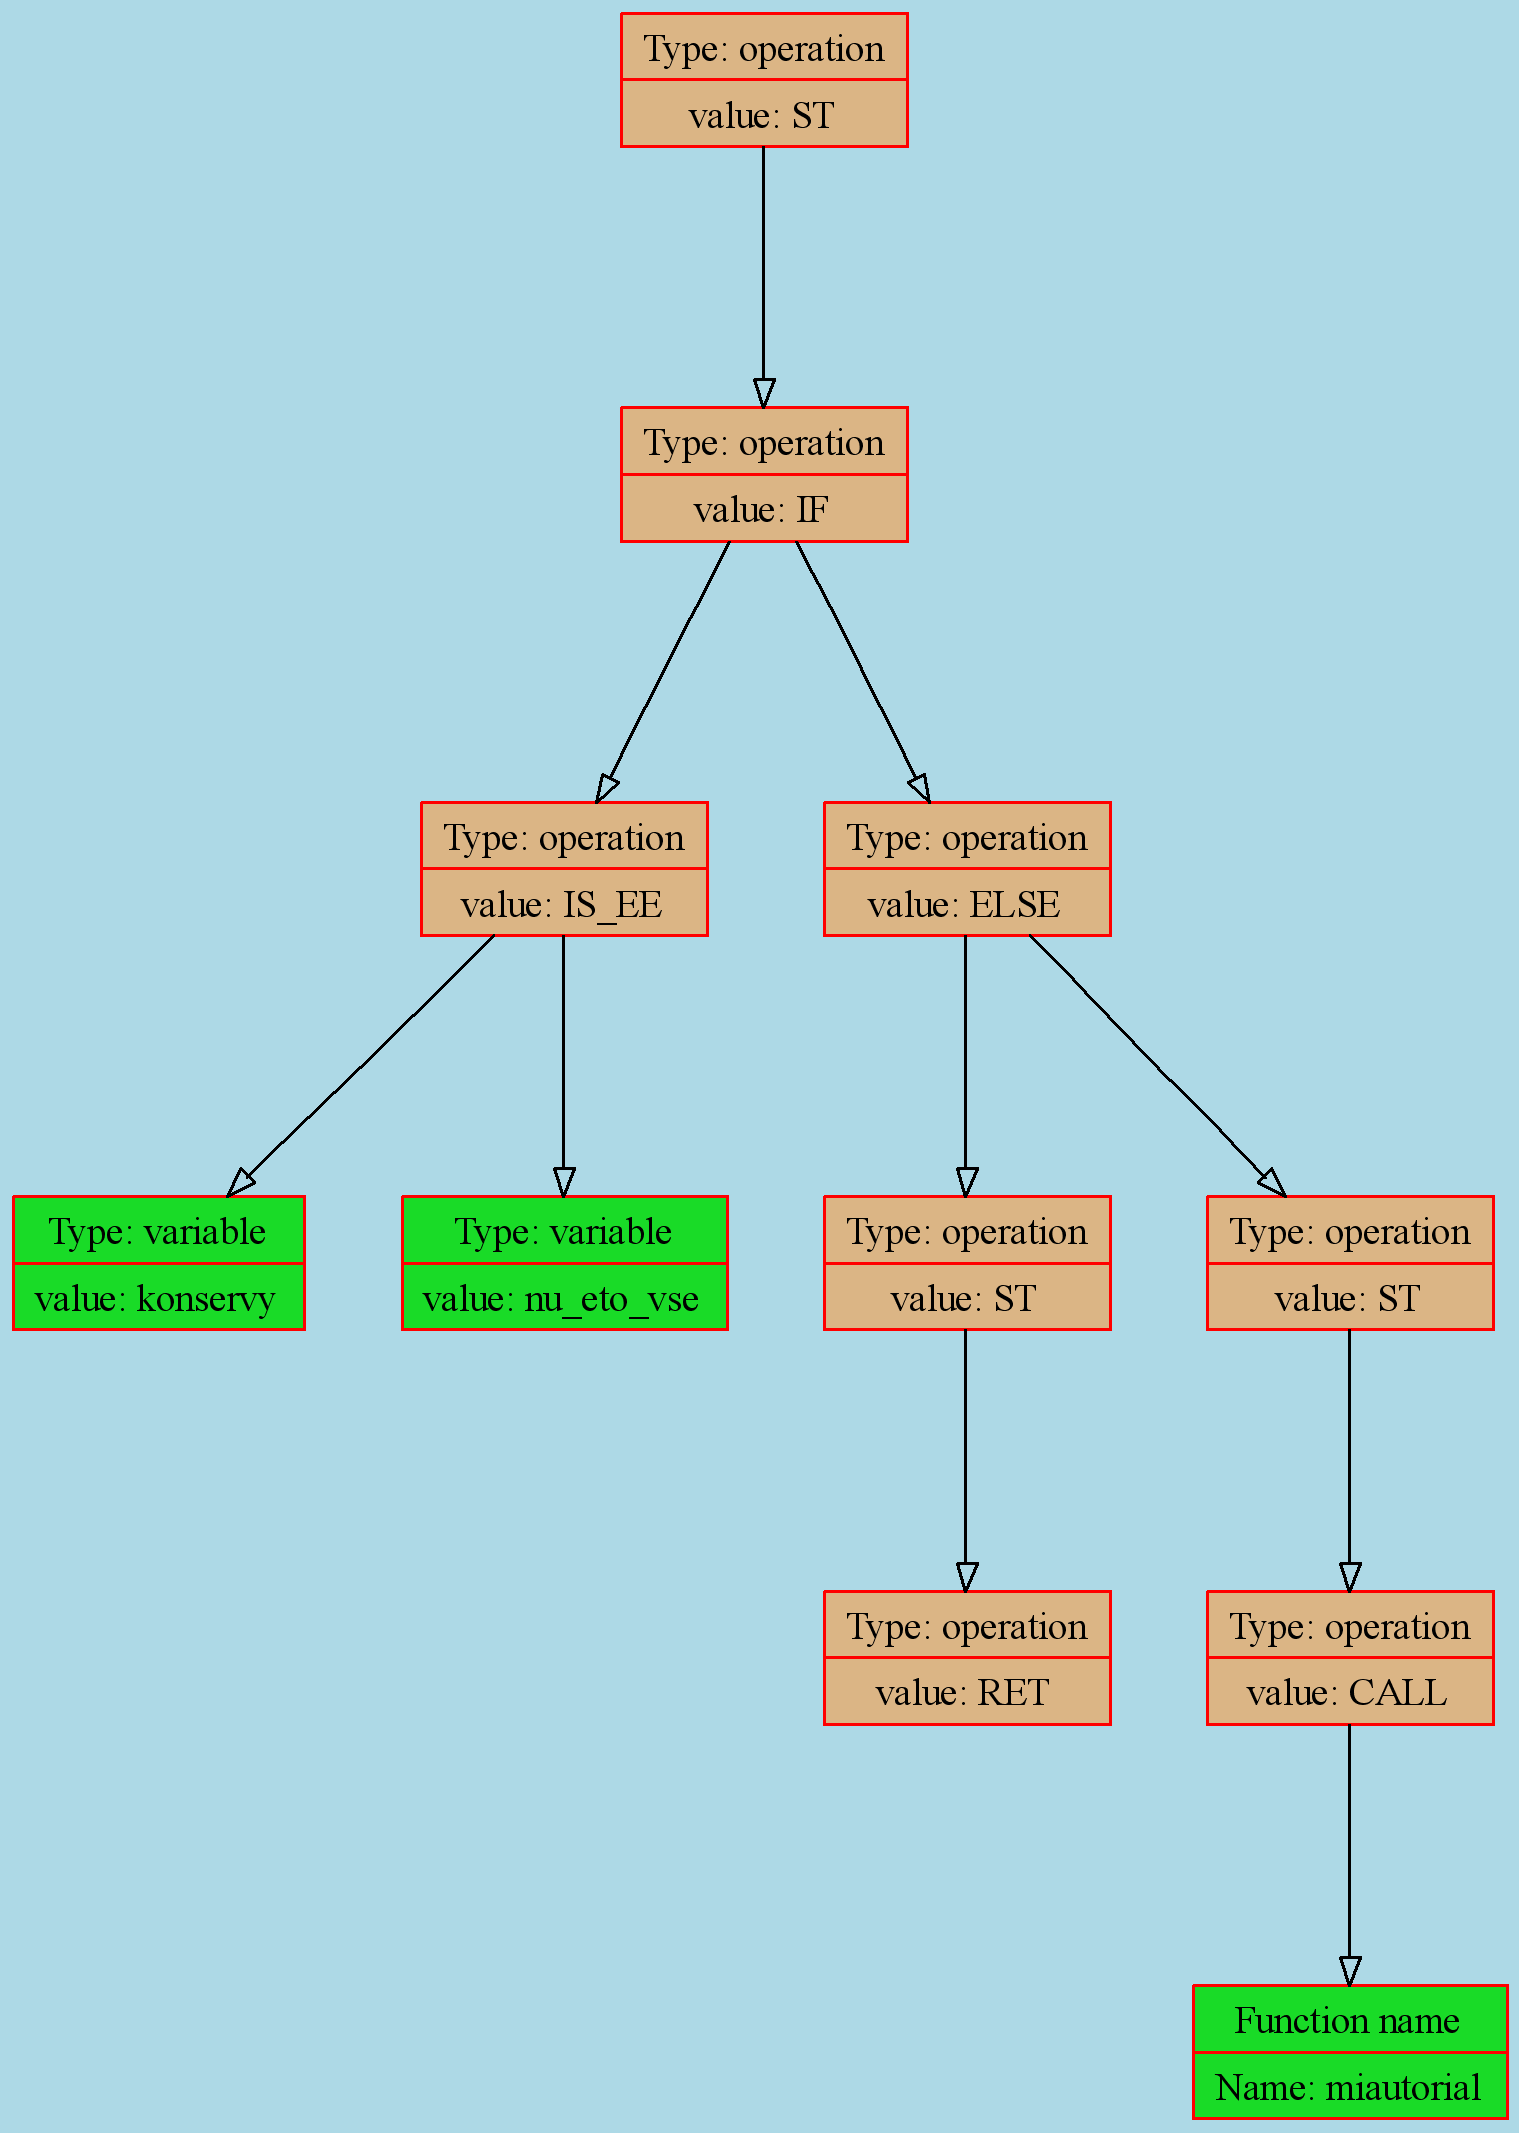 Type: operation
value: ST
Type: operation
value: IF
Type: operation
value: IS_EE
Type: operation
value: ELSE
Type: variable
value: konservy
Type: variable
value: nu_eto_vse
Type: operation
value: ST
Type: operation
value: ST
Type: operation
value: RET
Type: operation
value: CALL
Function name
Name: miautorial